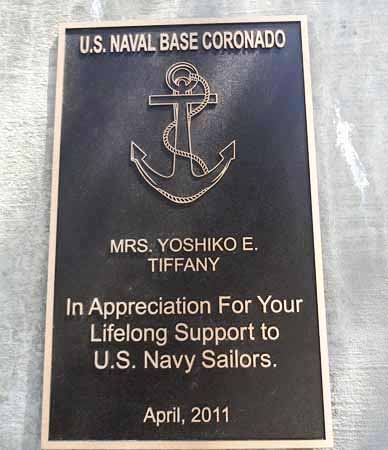 U.S. NAVAL BASE CORONADO
MRS. YOSHIKO E.
TIFFANY
In Appreciation For Your
Lifelong Support to
U.S. Navy Sailors.
April, 2011